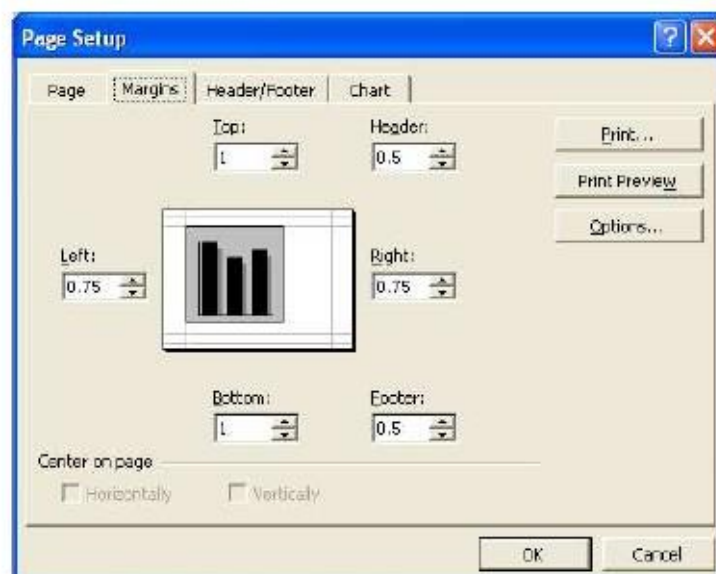 Page Setup
Page Margins Header/Footer Chart
Top: Header:
1 0.5
Print...
Print Preview
Options...
Left: Right:
0.75 0.75
Bottom: Footer:
1 0.5
Center on page
Horizontally Vertically
OK Cancel